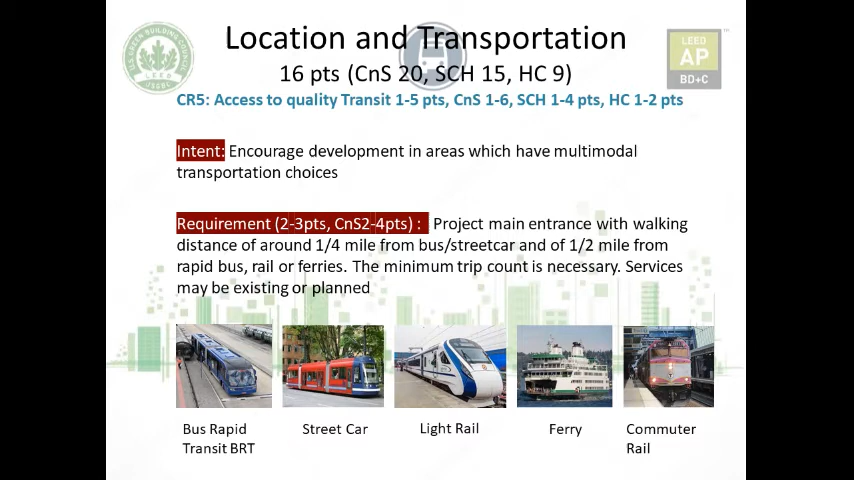 Location and Transportation
16 pts (CnS 20, SCH 15, HC 9)
LEED
AP
BD+C
LEED
CR5: Access to quality Transit 1-5 pts, CnS 1-6, SCH 1-4 pts, HC 1-2 pts
Intent: Encourage development in areas which have multimodal
transportation choices
Requirement (2-3pts, CnS2-4pts) : Project main entrance with walking
distance of around 1/4 mile from bus/streetcar and of 1/2 mile from
rapid bus, rail or ferries. The minimum trip count is necessary. Services
may be existing or planned
Bus Rapid
Transit BRT
Street Car
Light Rail
Ferry
Commuter
Rail